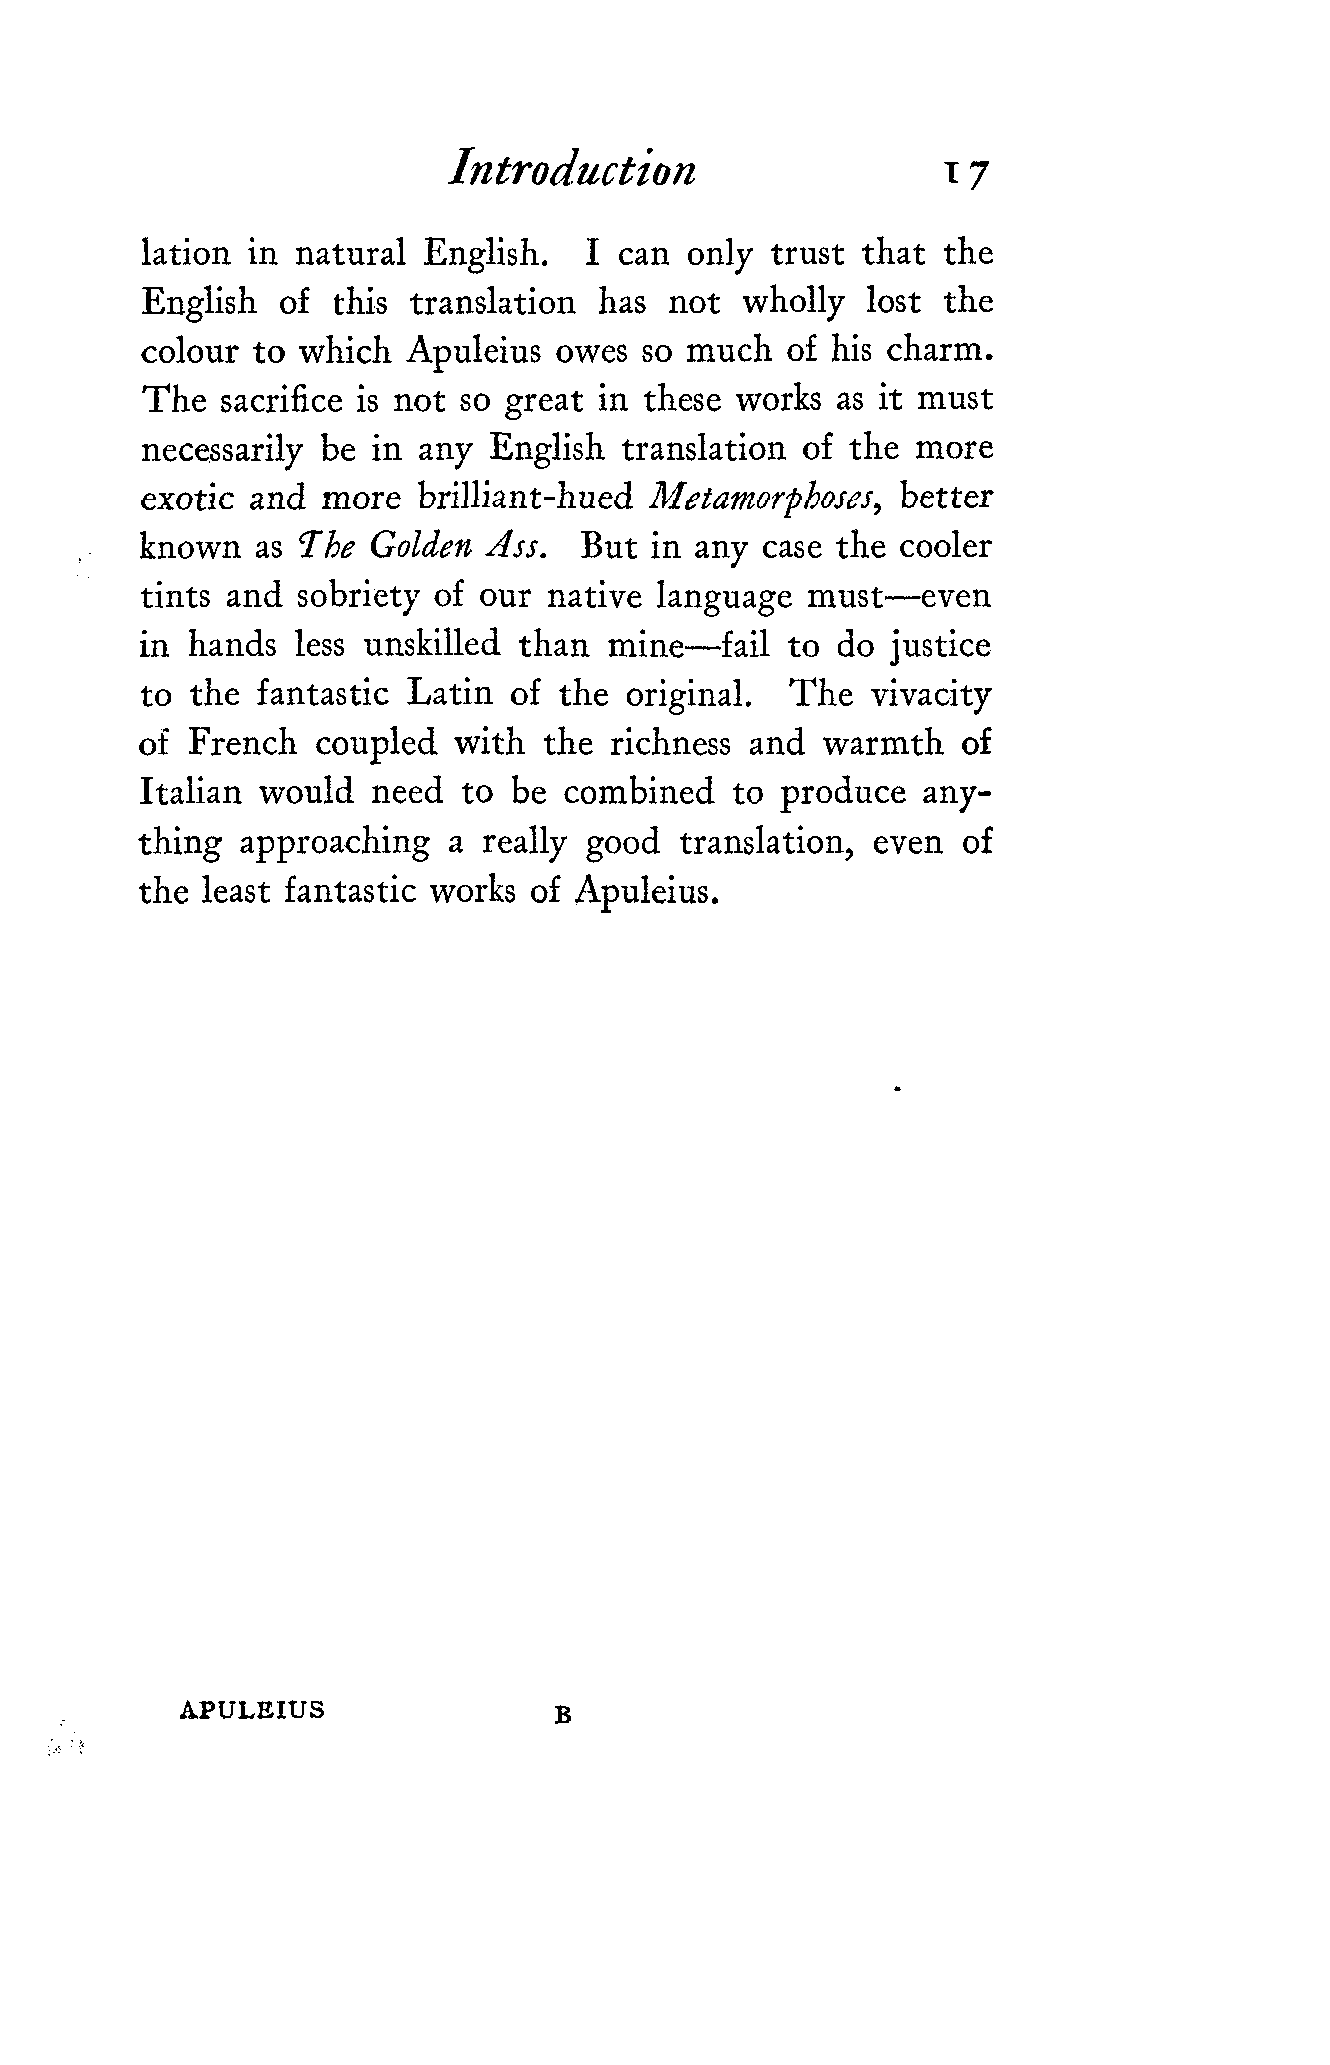 Introduction 17
lation in natural English. I can only trust that the
English of this translation has not wholly lost the
colour to which Apuleius owes so much of his charm.
The sacrifice is not so great in these works as it must
necessarily be in any English translation of the more
exotic and more brilliant-hued Metamorphoses, better
known as The Golden Ass. But in any case the cooler
tints and sobriety of our native language must—even
in hands less unskilled than mine—fail to do justice
to the fantastic Latin of the original. The vivacity
of French coupled with the richness and warmth of
Italian would need to be combined to produce any-
thing approaching a really good translation, even of
the least fantastic works of Apuleius.
APULEIUS B